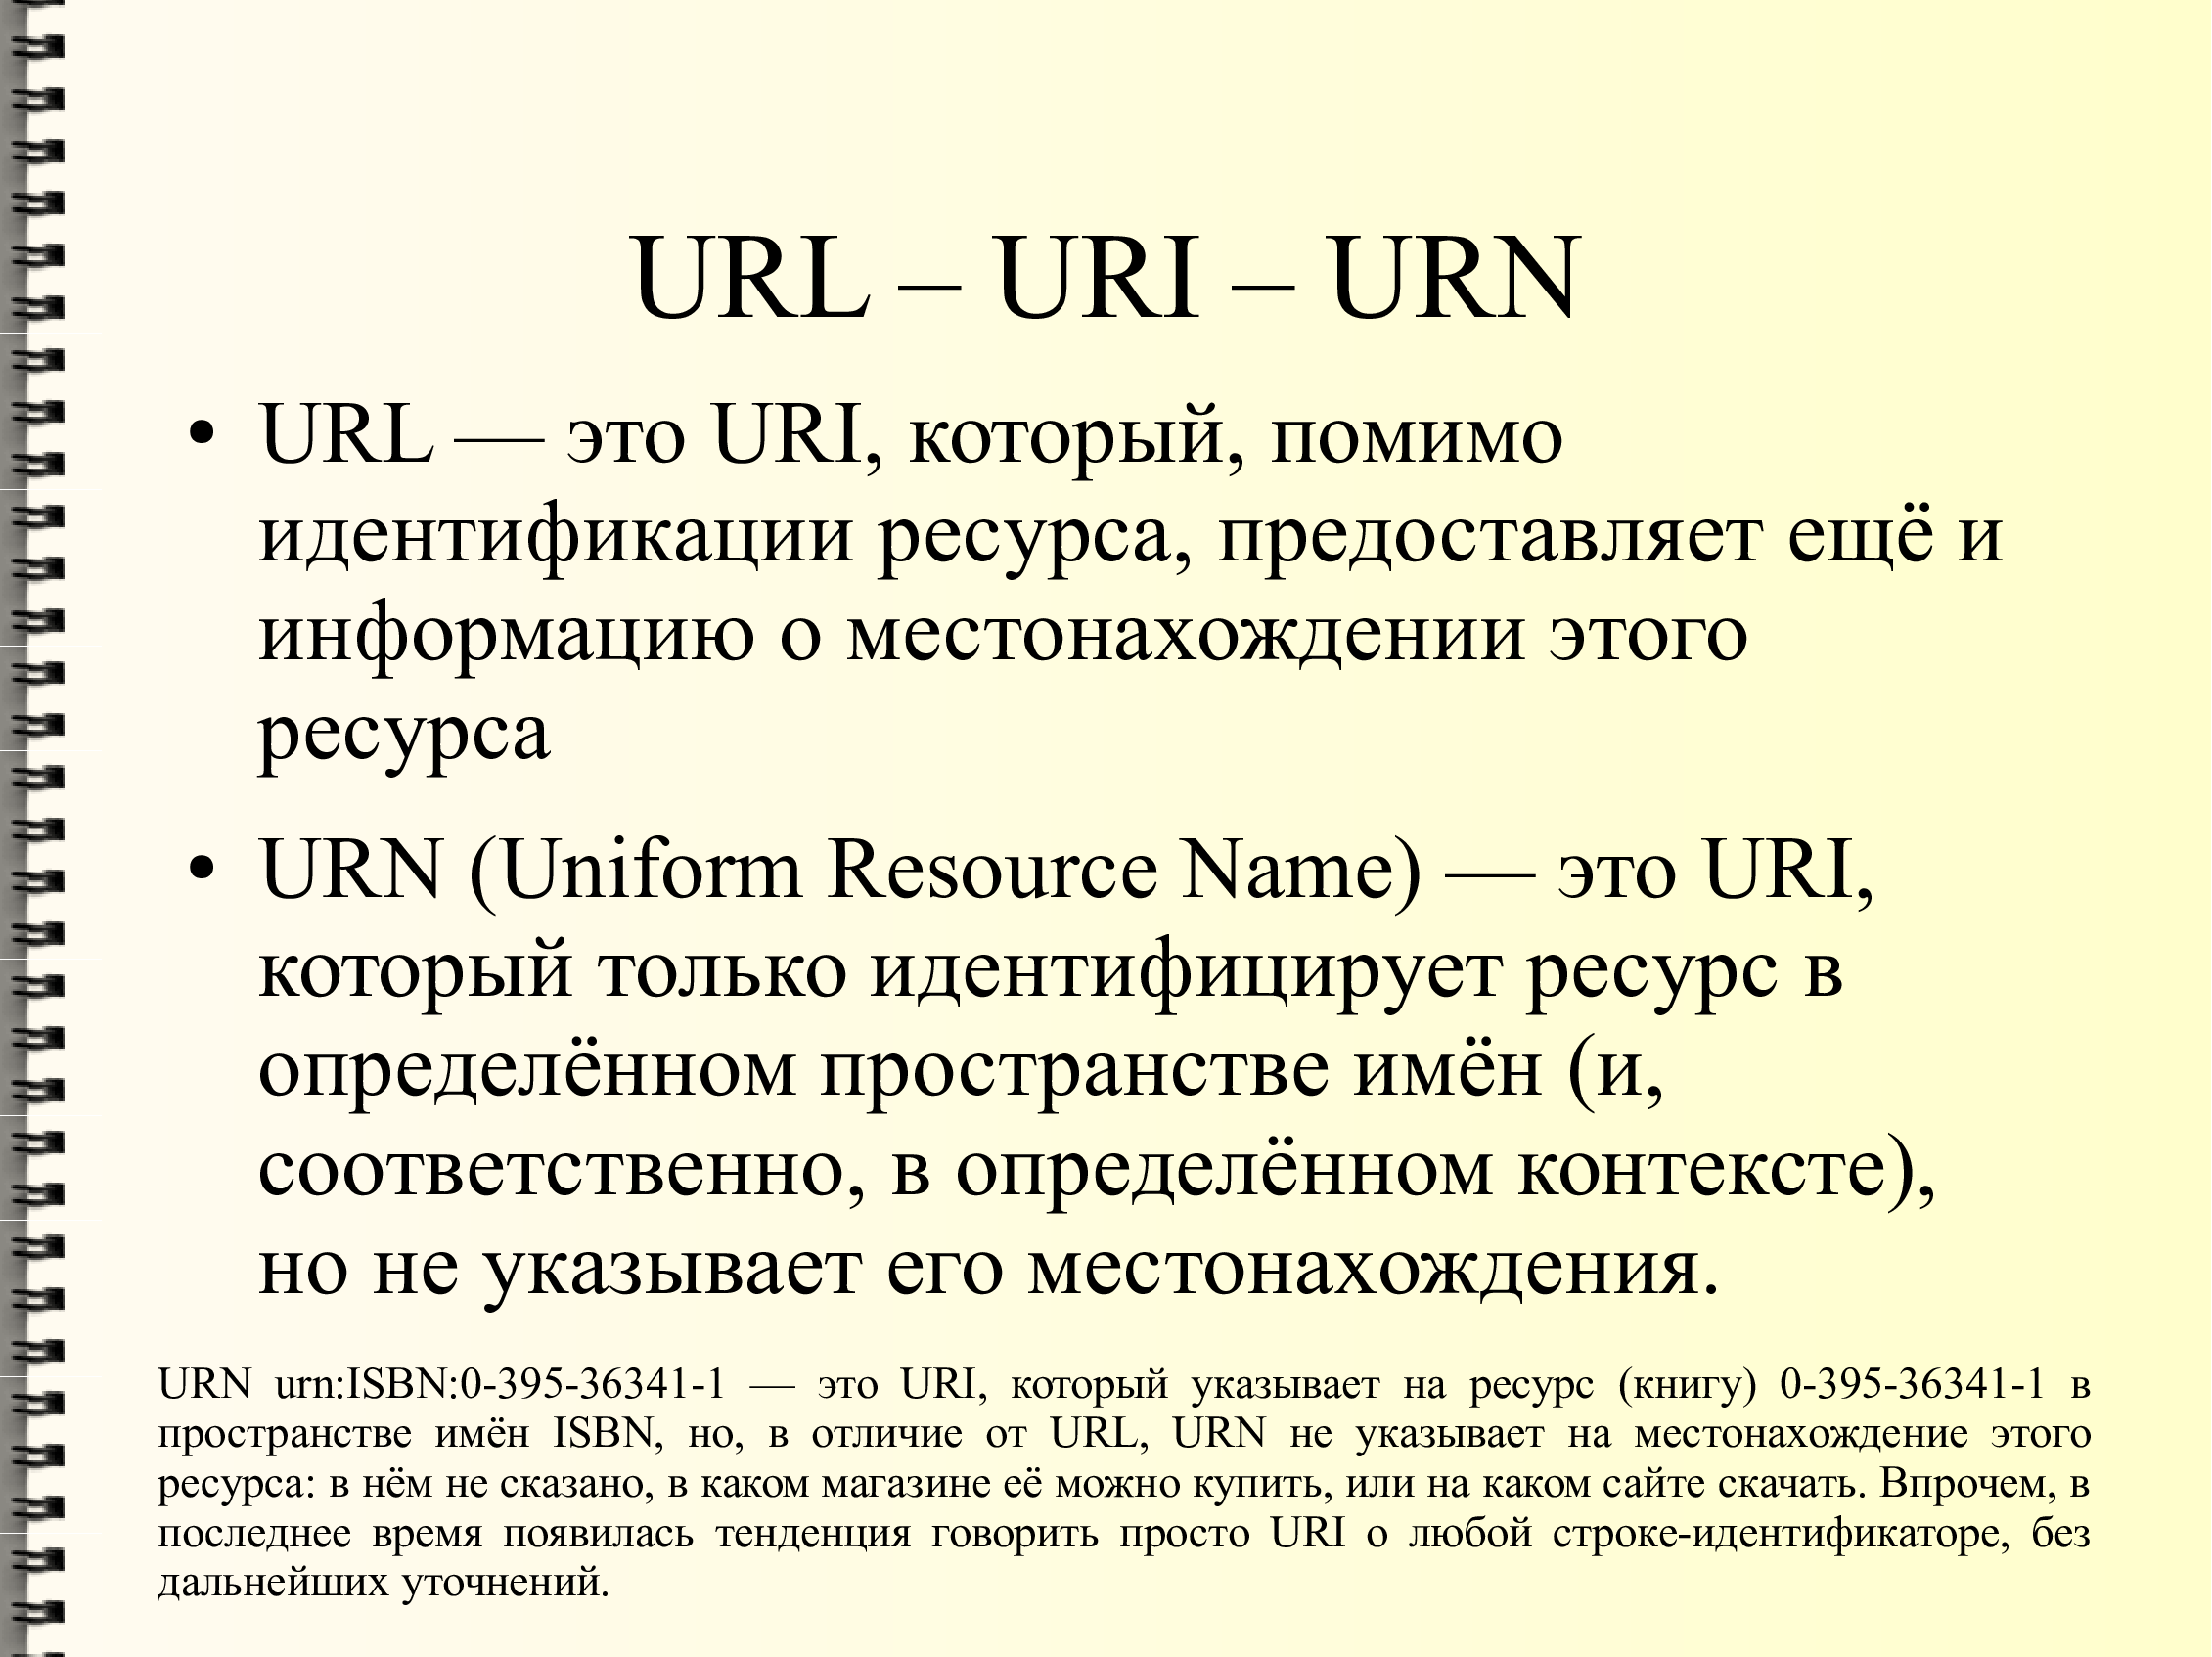 URL – URI – URN
• URL — это URI, который, помимо
идентификации ресурса, предоставляет ещё и
информацию о местонахождении этого
ресурса
• URN (Uniform Resource Name) — это URI,
который только идентифицирует ресурс в
определённом пространстве имён (и,
соответственно, в определённом контексте),
но не указывает его местонахождения.
URN urn:ISBN:0-395-36341-1 — это URI, который указывает на ресурс (книгу) 0-395-36341-1 в
пространстве имён ISBN, но, в отличие от URL, URN не указывает на местонахождение этого
ресурса: в нём не сказано, в каком магазине её можно купить, или на каком сайте скачать. Впрочем, в
последнее время появилась тенденция говорить просто URI о любой строке-идентификаторе, без
дальнейших уточнений.